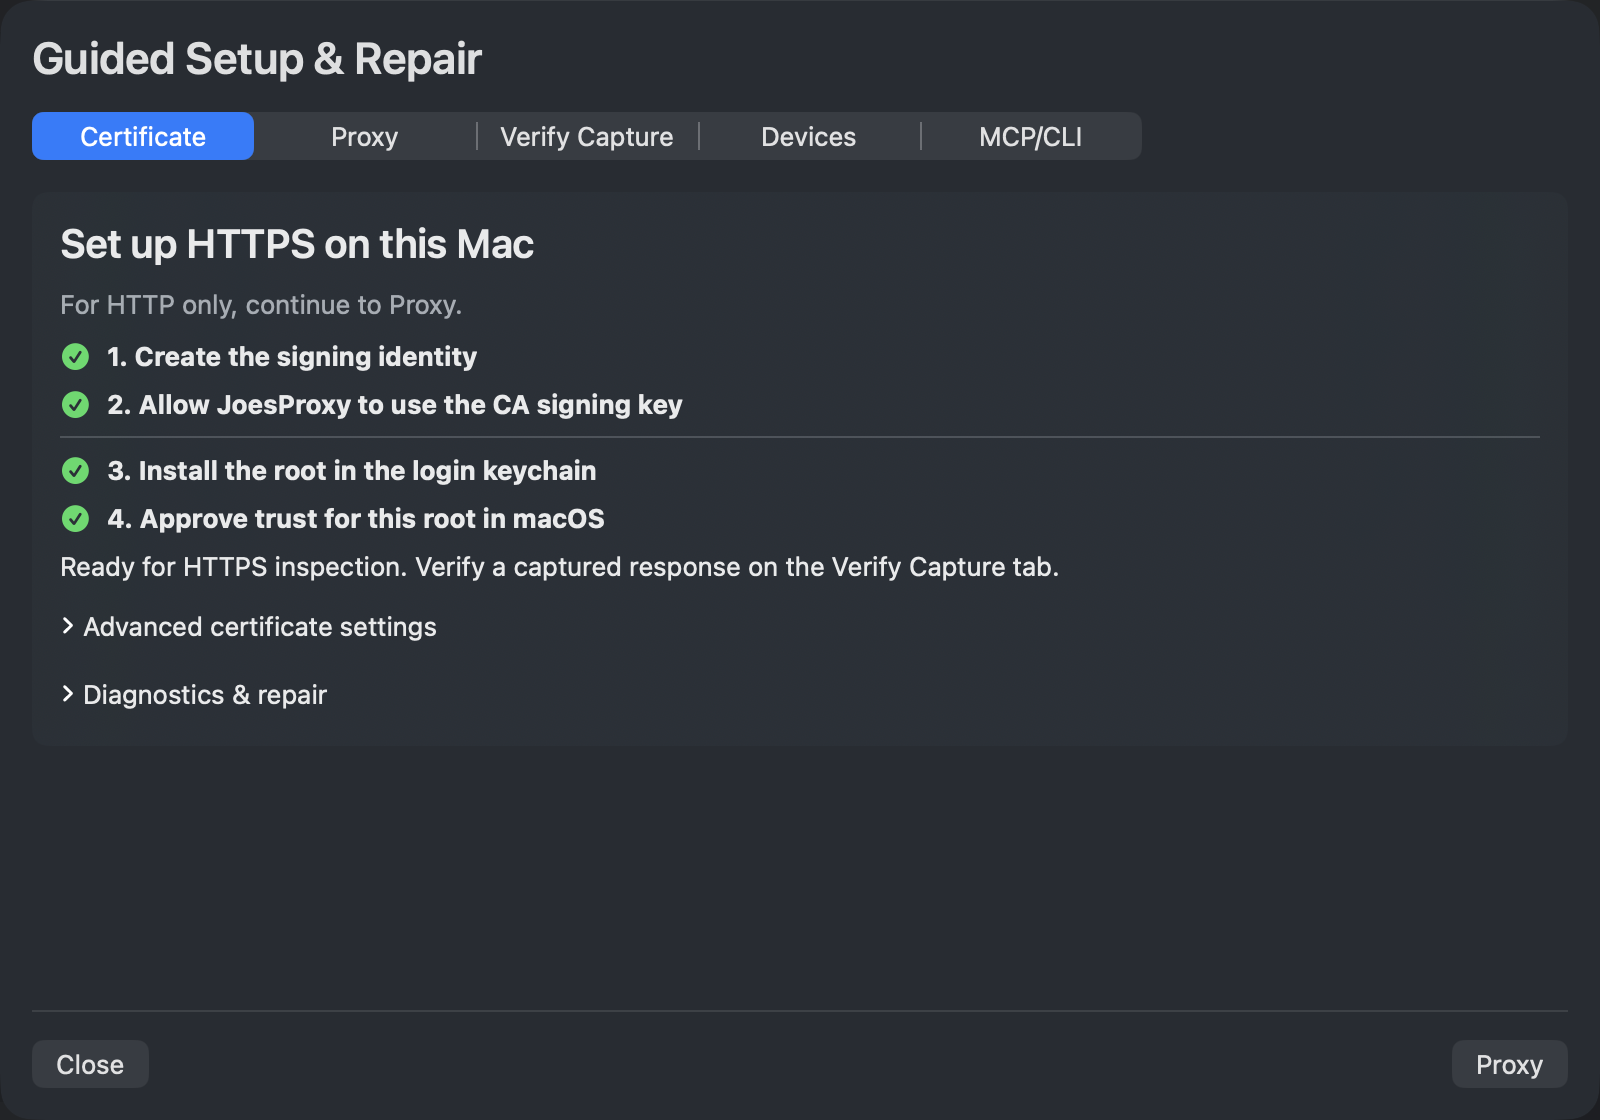 Guided Setup & Repair
Certificate
Proxy
Verify Capture
Devices
MCP/CLI
Set up HTTPS on this Mac
For HTTP only, continue to Proxy.
1. Create the signing identity
2. Allow JoesProxy to use the CA signing key
3. Install the root in the login keychain
4. Approve trust for this root in macOS
Ready for HTTPS inspection. Verify a captured response on the Verify Capture tab.
Advanced certificate settings
Diagnostics & repair
Close
Proxy